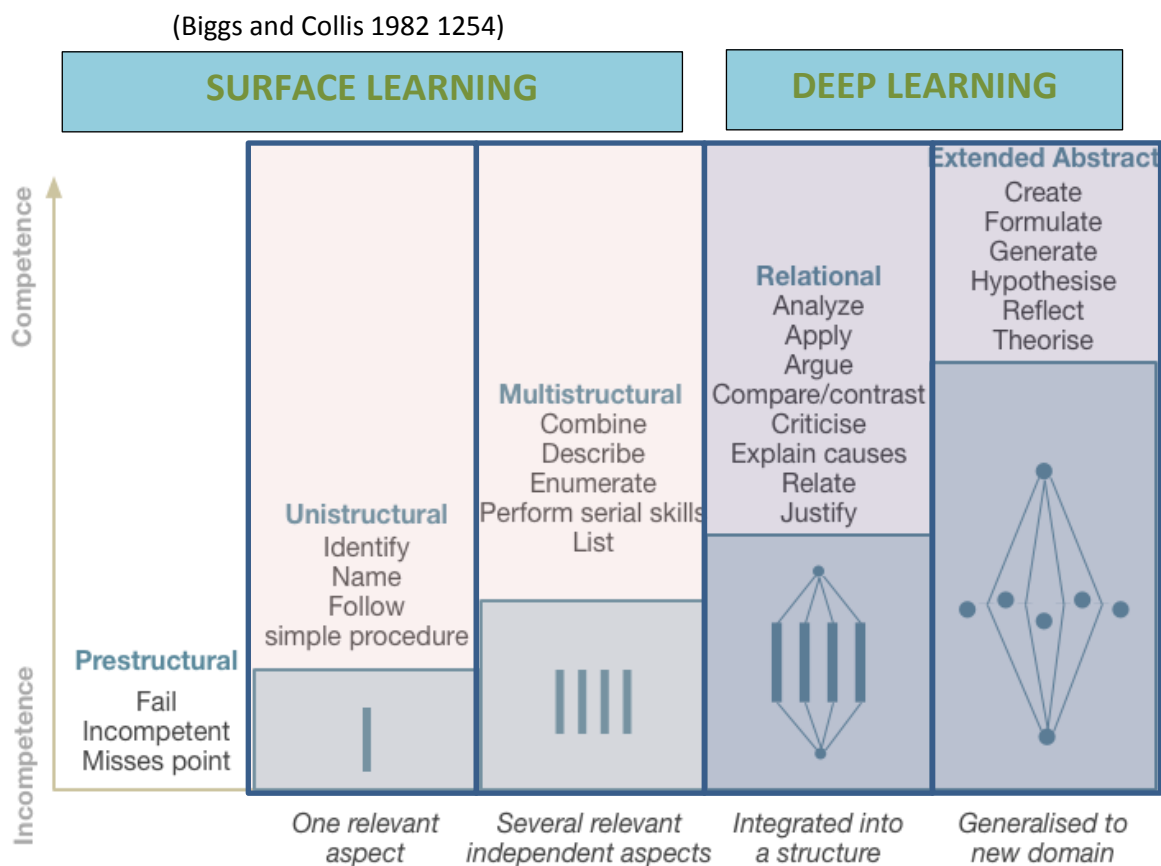 (Biggs and Collis 1982 1254)
SURFACE LEARNING
DEEP LEARNING
Competence
Incompetence
Prestructural
Fail
Incompetent
Misses point
Unistructural
Identify
Name
Follow
simple procedure
One relevant
aspect
Multistructural
Combine
Describe
Enumerate
Perform serial skills
List
Several relevant
independent aspects
Relational
Analyze
Apply
Argue
Compare/contrast
Criticise
Explain causes
Relate
Justify
Integrated into
a structure
Extended Abstract
Create
Formulate
Generate
Hypothesise
Reflect
Theorise
Generalised to
new domain